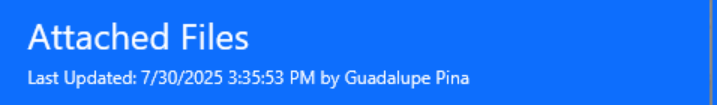 Attached Files
Last Updated: 7/30/2025 3:35:53 PM by Guadalupe Pina